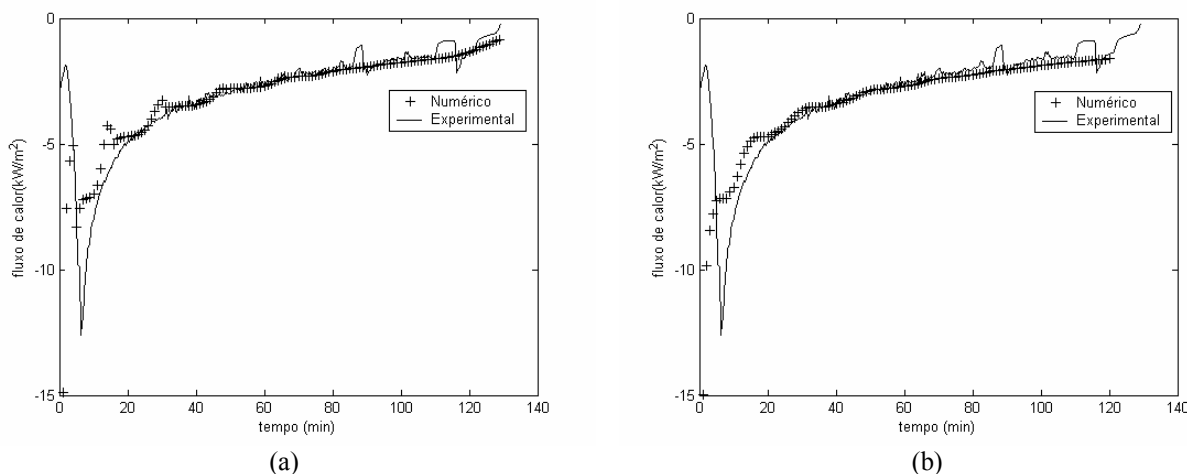 0
-5
-10
-15
fluxo de calor(kW/m²)
0 20 40 60 80 100 120 140
tempo (min)
Numérico
Experimental
(a)
0
-5
-10
-15
fluxo de calor(kW/m²)
0 20 40 60 80 100 120 140
tempo (min)
Numérico
Experimental
(b)